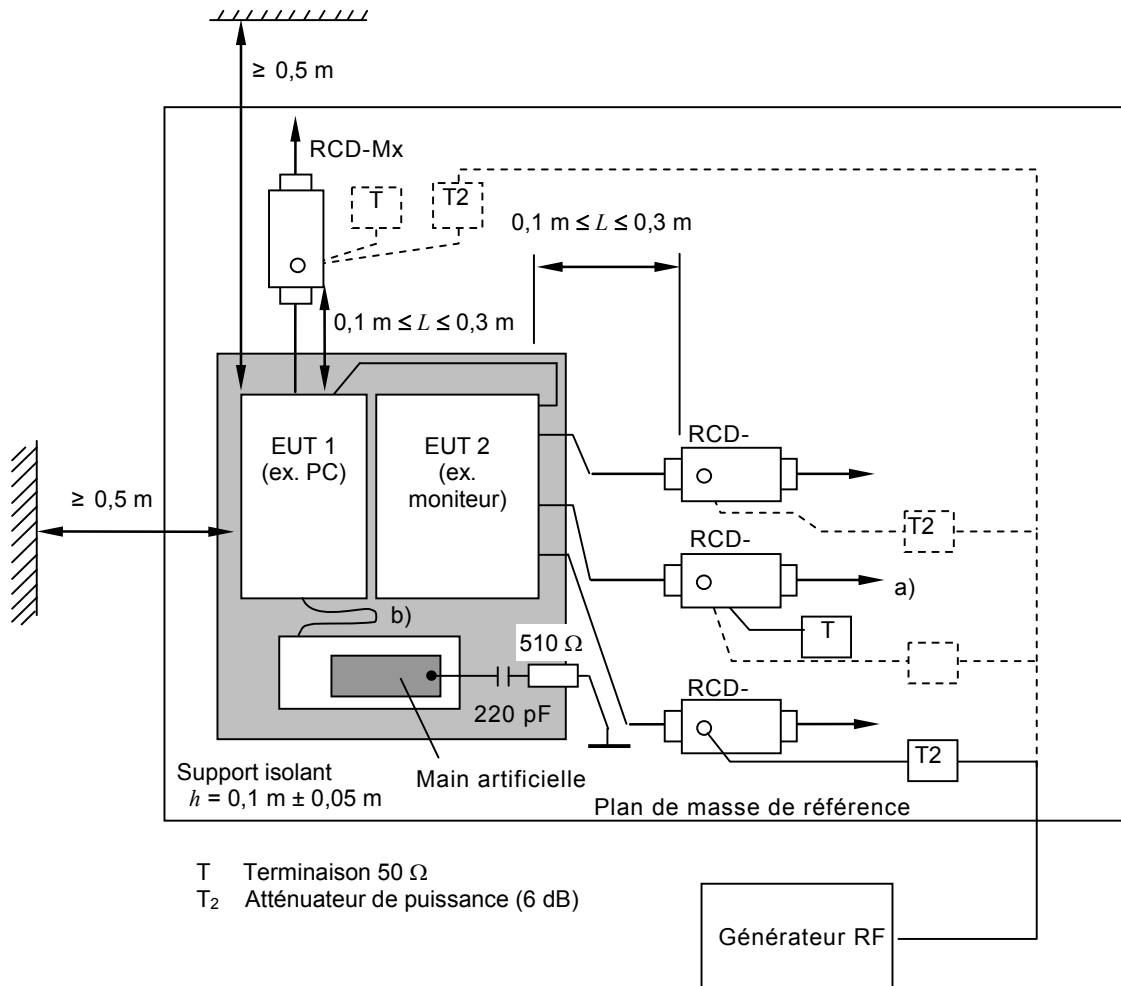 ≥ 0,5 m
RCD-Mx
T
T2
0,1 m ≤ L ≤ 0,3 m
0,1 m ≤ L ≤ 0,3 m
EUT 1
(ex. PC)
EUT 2
(ex.
moniteur)
RCD-
≥ 0,5 m
T2
RCD-
a)
b)
T
510 Ω
RCD-
220 pF
T2
Support isolant
h = 0,1 m ± 0,05 m
Main artificielle
Plan de masse de référence
T Terminaison 50 Ω
T2 Atténuateur de puissance (6 dB)
Générateur RF